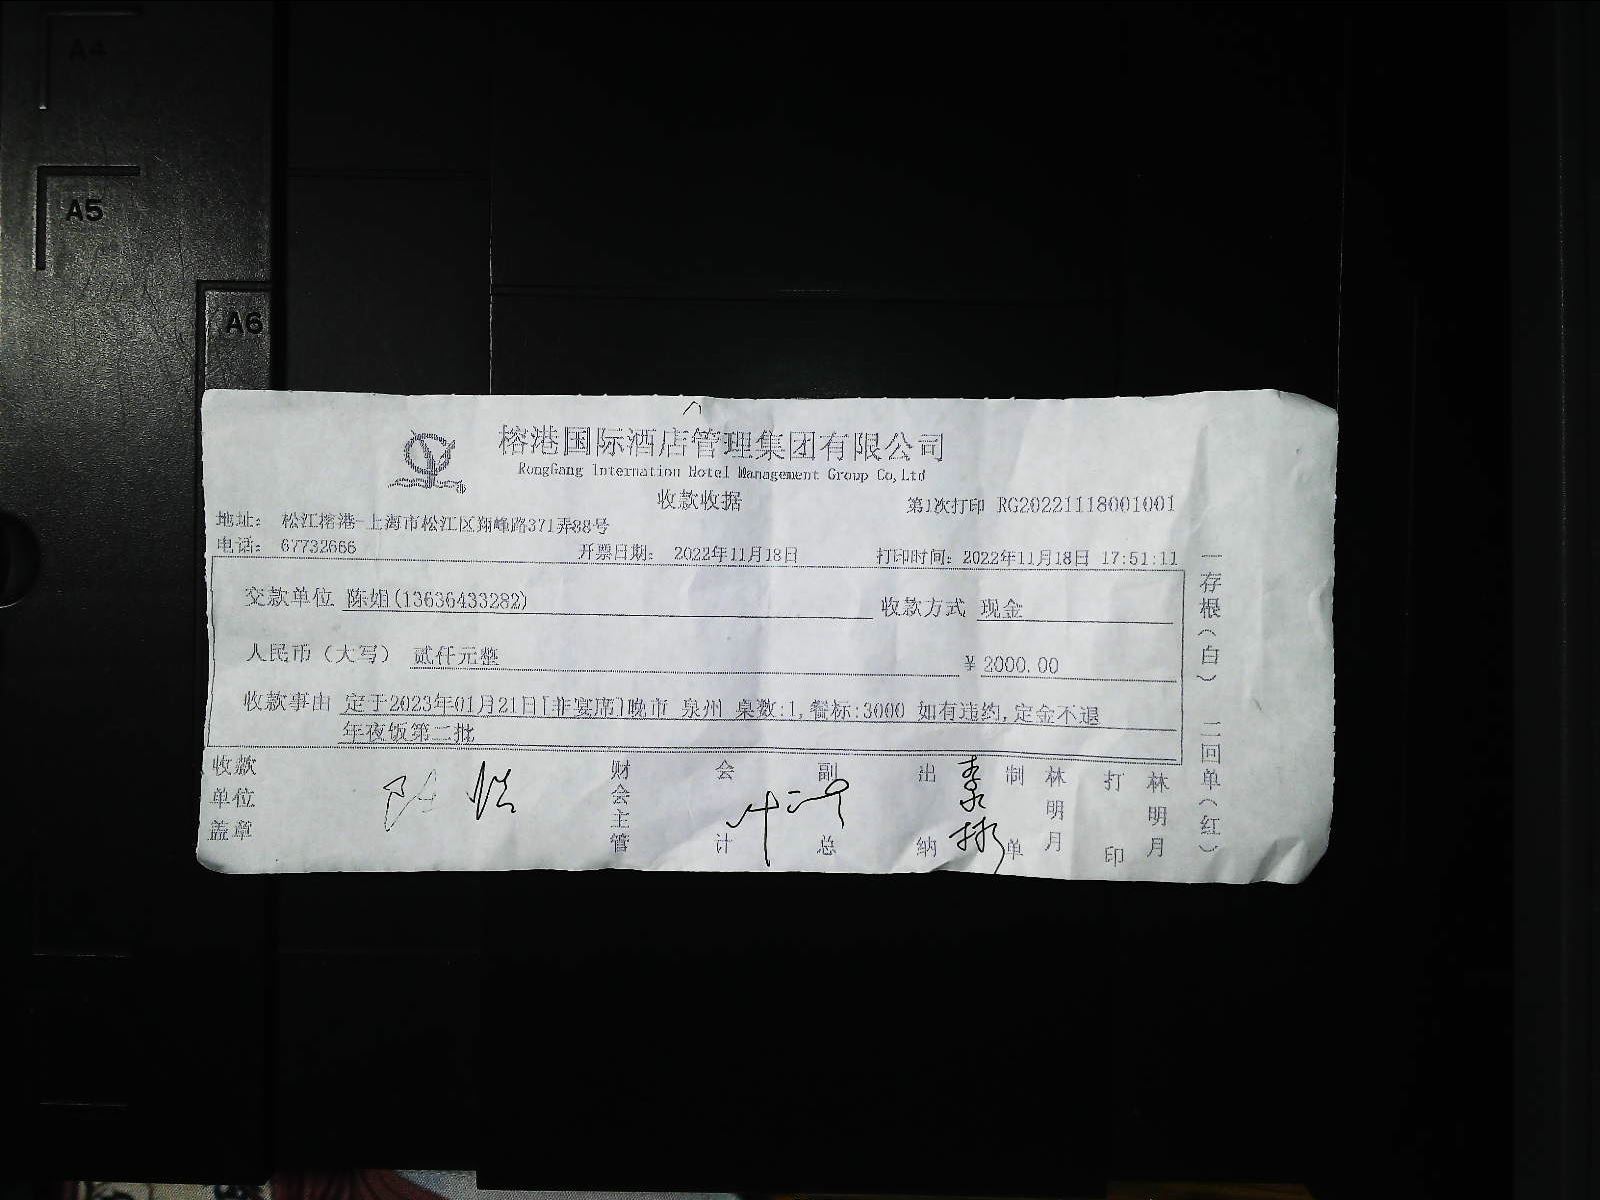 A4
A5
A6
榕港国际酒店管理集团有限公司
RongGang Internation Hotel Management Group Co,Ltd
收款收据
第1次打印 RG20221118001001
地址： 松江榕港-上海市松江区翔峰路371弄88号
电话： 67732666
开票日期： 2022年11月18日
打印时间：2022年11月18日 17:51:11
交款单位 陈娟(13636433282)
收款方式 现金
人民币（大写） 贰仟元整
¥ 2000.00
收款事由 定于2023年01月21日[非宴席]晚市 泉州 桌数:1,餐标:3000 如有违约,定金不退
年夜饭第二批
收款单位盖章
财会主管
会计
副总
出纳
制单
林明月
打印
林明月
一存根（白） 二回单（红）